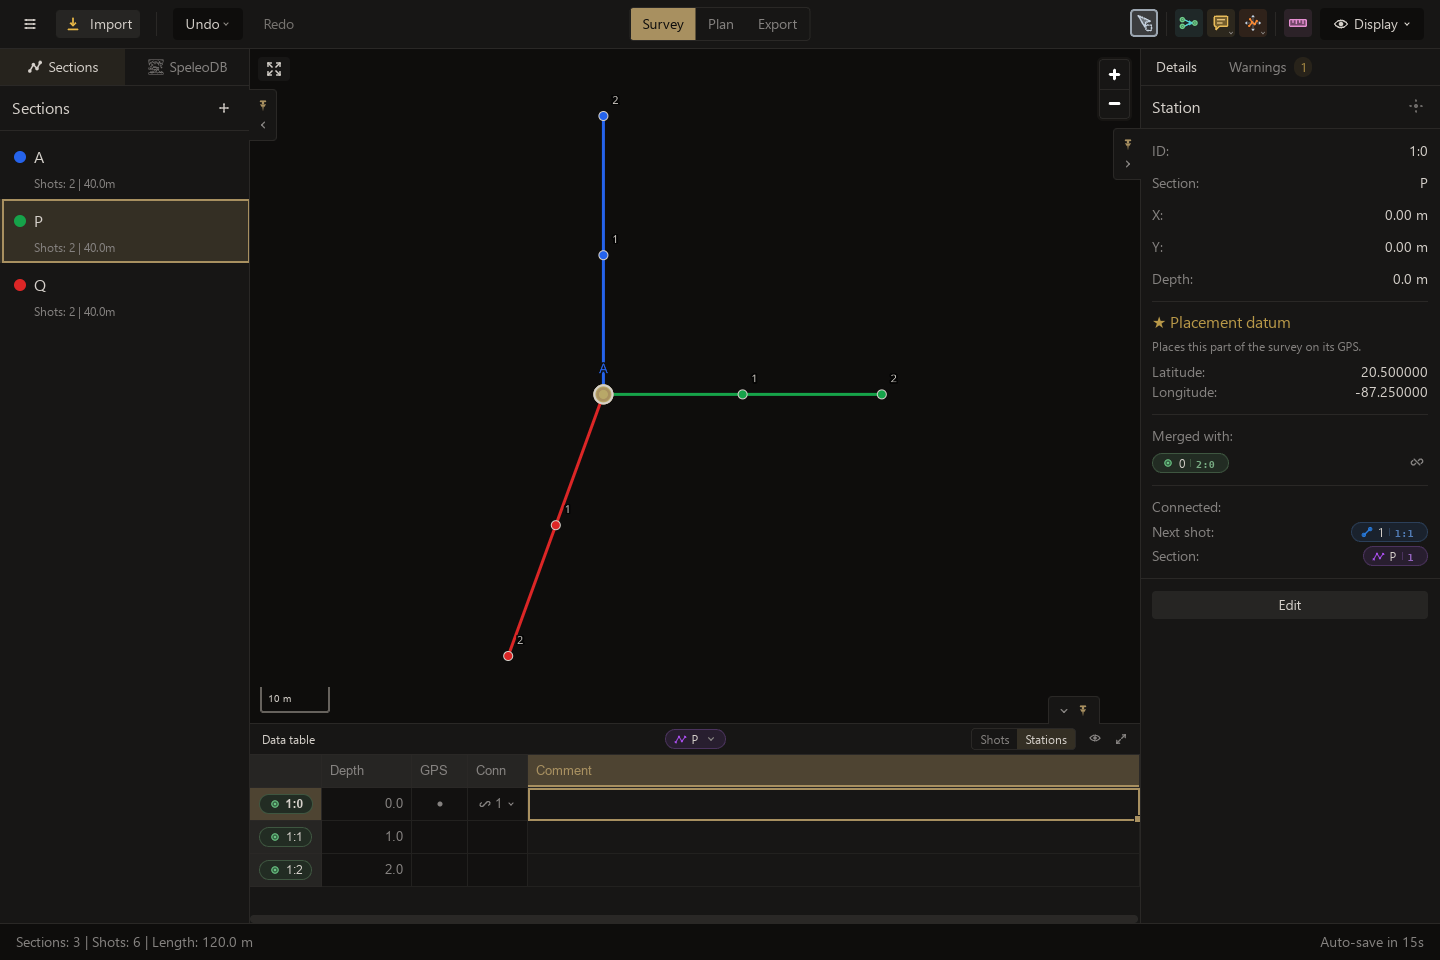 Import
Undo
Redo
Survey
Plan
Export
Display
Sections
SpeleoDB
Details
Warnings 1
Sections
+
Station
A
Shots: 2 | 40.0m
P
Shots: 2 | 40.0m
Q
Shots: 2 | 40.0m
2
1
A
1
2
1
2
10 m
ID: 1:0
Section: P
X: 0.00 m
Y: 0.00 m
Depth: 0.0 m
★ Placement datum
Places this part of the survey on its GPS.
Latitude: 20.500000
Longitude: -87.250000
Merged with:
0 | 2:0
Connected:
Next shot: 1 | 1:1
Section: P | 1
Edit
Data table
P
Shots
Stations
Depth GPS Conn Comment
1:0 0.0 • 1
1:1 1.0
1:2 2.0
Sections: 3 | Shots: 6 | Length: 120.0 m
Auto-save in 15s